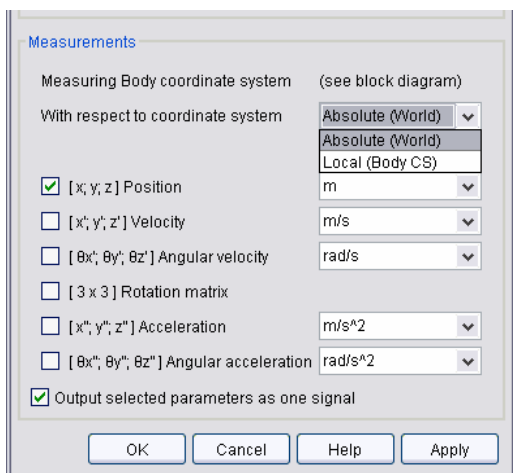 Measurements
Measuring Body coordinate system (see block diagram)
With respect to coordinate system Absolute (World)
Absolute (World)
Local (Body CS)
[ x; y; z ] Position m
[ x'; y'; z' ] Velocity m/s
[ θx'; θy'; θz' ] Angular velocity rad/s
[ 3 x 3 ] Rotation matrix
[ x"; y"; z" ] Acceleration m/s^2
[ θx"; θy"; θz" ] Angular acceleration rad/s^2
Output selected parameters as one signal
OK Cancel Help Apply